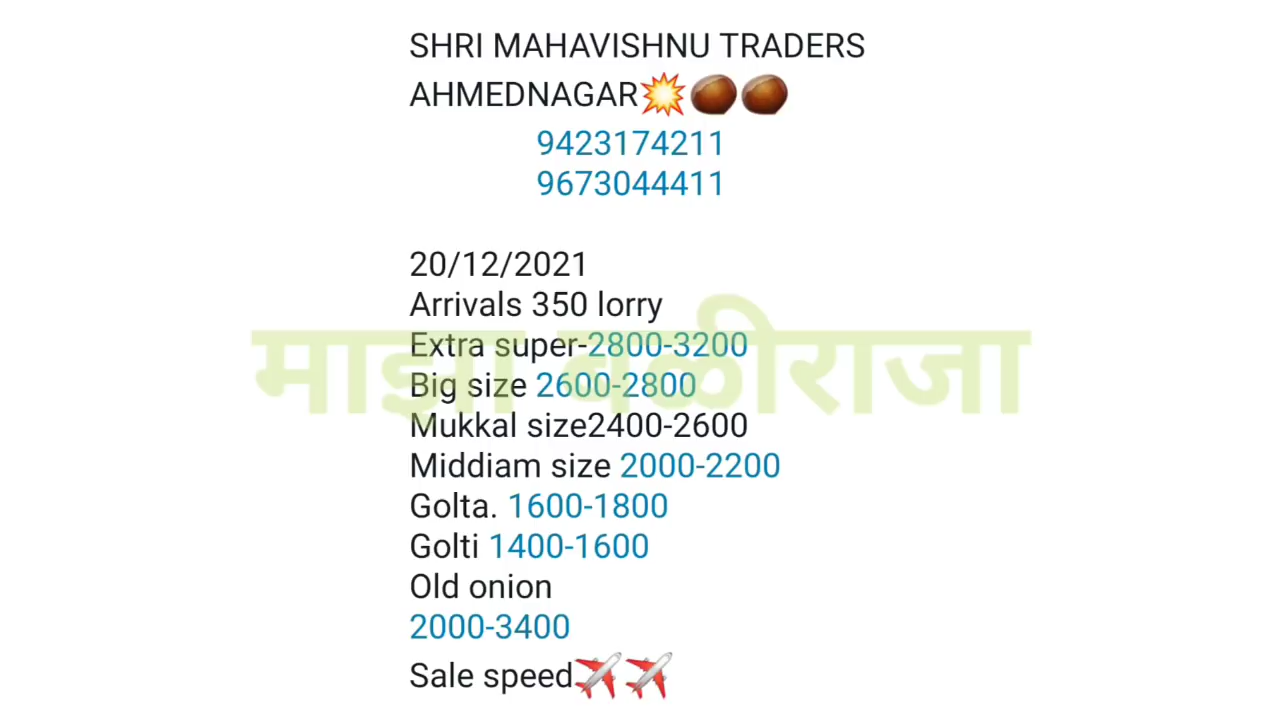 SHRI MAHAVISHNU TRADERS
AHMEDNAGAR💥🌰🌰
9423174211
9673044411
20/12/2021
Arrivals 350 lorry
Extra super-2800-3200
माझा बळीराजा
Big size 2600-2800
Mukkal size2400-2600
Middiam size 2000-2200
Golta. 1600-1800
Golti 1400-1600
Old onion
2000-3400
Sale speed✈️✈️